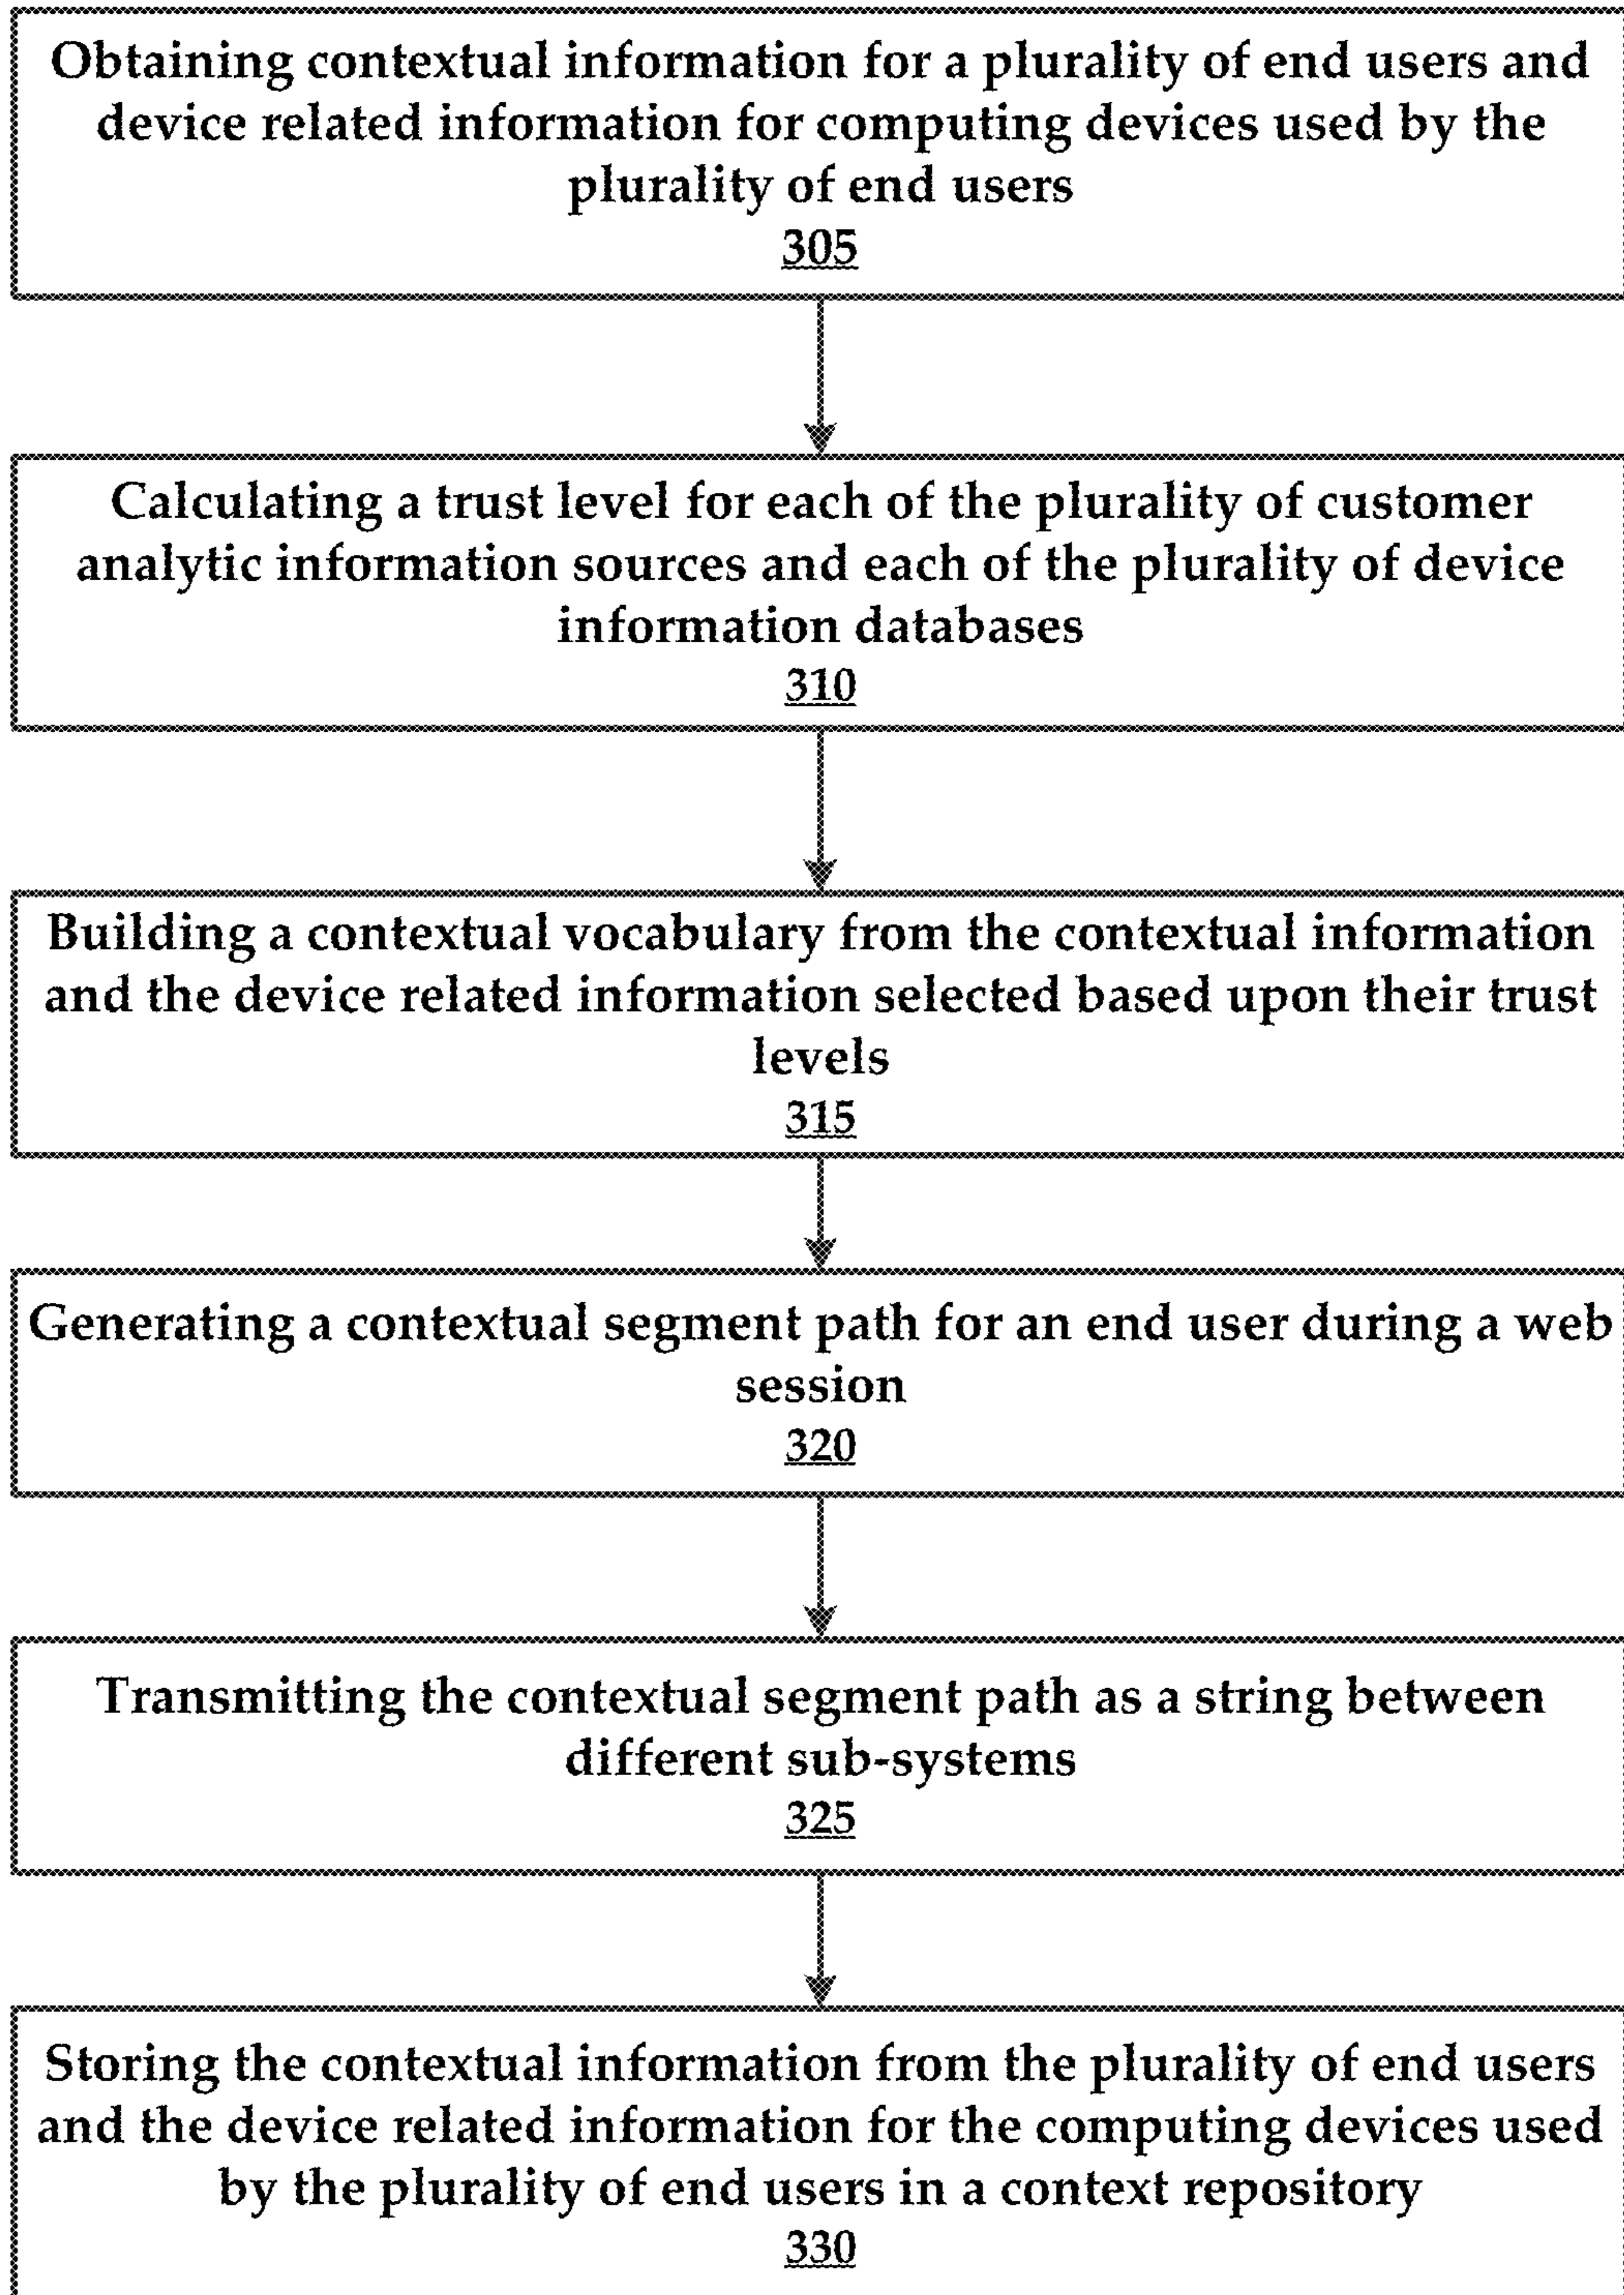 Obtaining contextual information for a plurality of end users and
device related information for computing devices used by the
plurality of end users
305
Calculating a trust level for each of the plurality of customer
analytic information sources and each of the plurality of device
information databases
310
Building a contextual vocabulary from the contextual information
and the device related information selected based upon their trust
levels
315
Generating a contextual segment path for an end user during a web
session
320
Transmitting the contextual segment path as a string between
different sub-systems
325
Storing the contextual information from the plurality of end users
and the device related information for the computing devices used
by the plurality of end users in a context repository
330